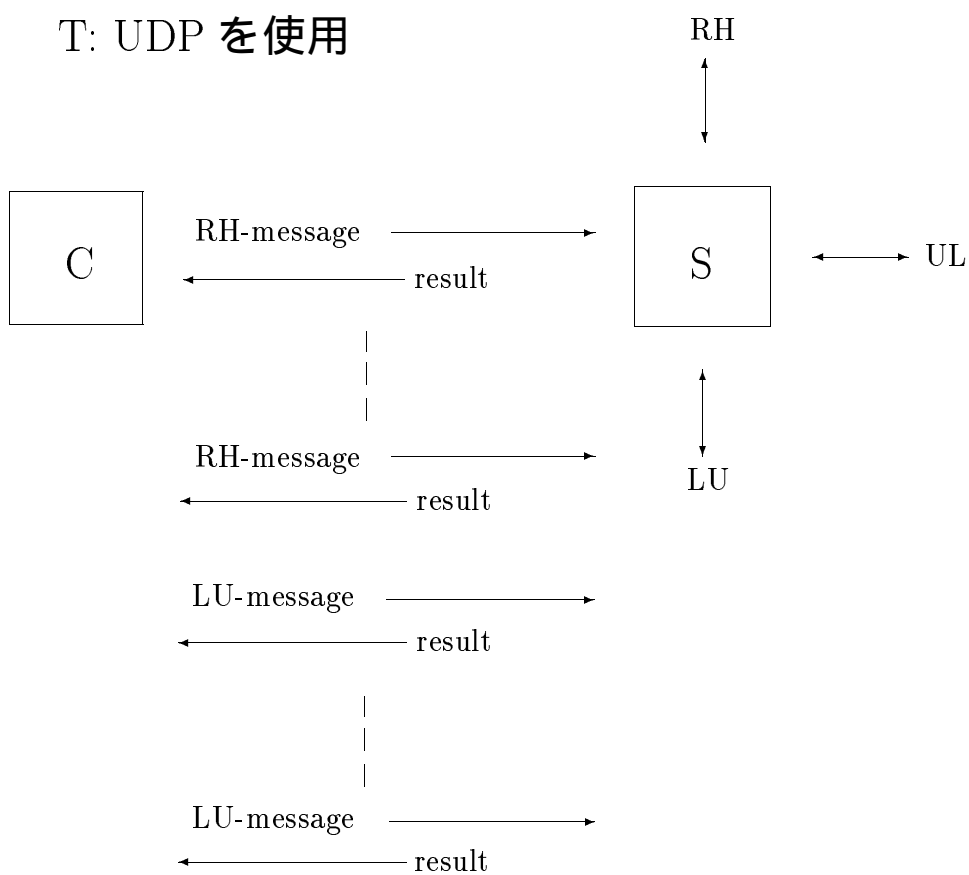 T: UDP を使用
RH
C
RH-message
result
S
UL
RH-message
result
LU
LU-message
result
LU-message
result